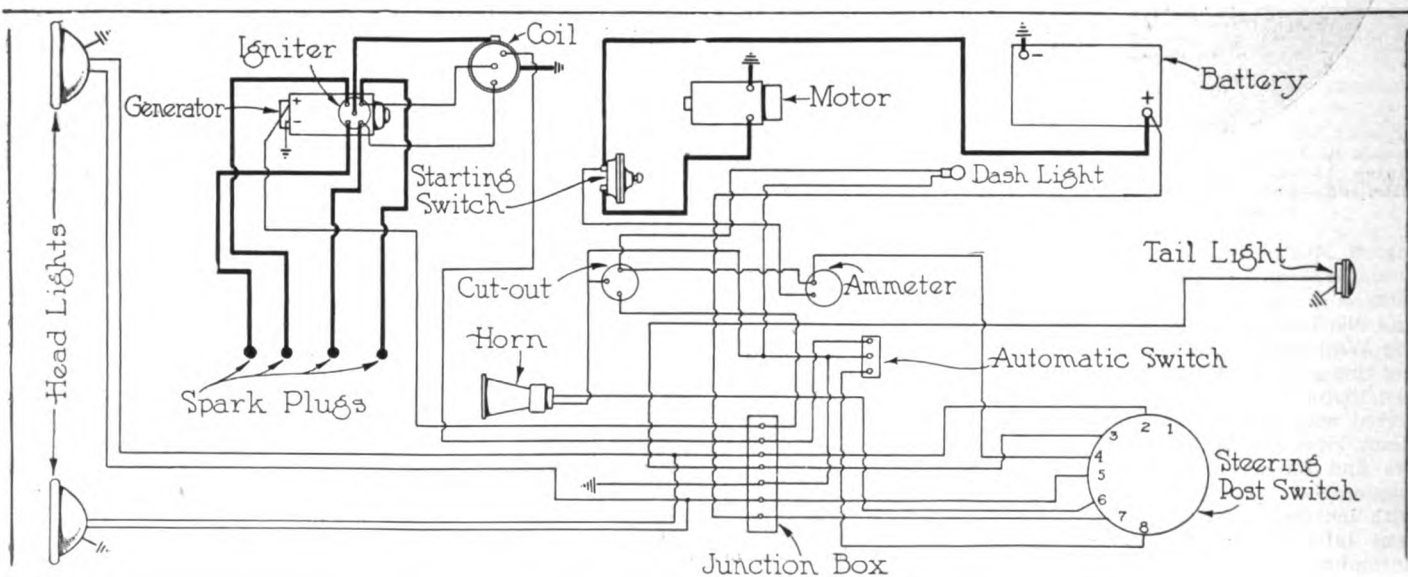 Coil
Igniter
Generator
Head Lights
Spark Plugs
Starting
Switch
Motor
Battery
Dash Light
Tail Light
Cut-out
Ammeter
Horn
Automatic Switch
Junction Box
Steering
Post Switch
1
2
3
4
5
6
7
8
+
-
-
+